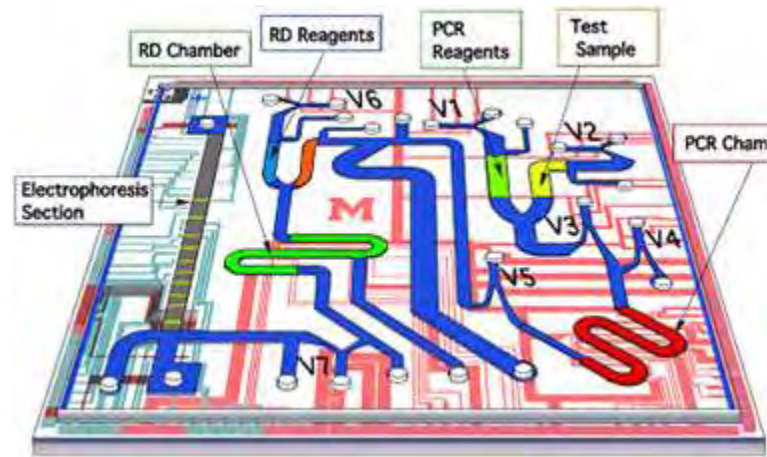 RD Chamber
RD Reagents
PCR
Reagents
Test
Sample
V6
V1
V2
PCR Cham
Electrophoresis
Section
M
V3
V4
V5
V7